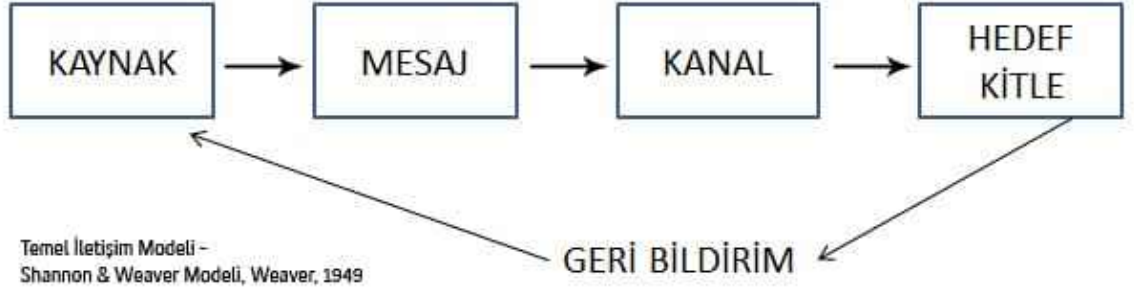 KAYNAK
MESAJ
KANAL
HEDEF
KİTLE
GERİ BİLDİRİM
Temel İletişim Modeli -
Shannon & Weaver Modeli, Weaver, 1949